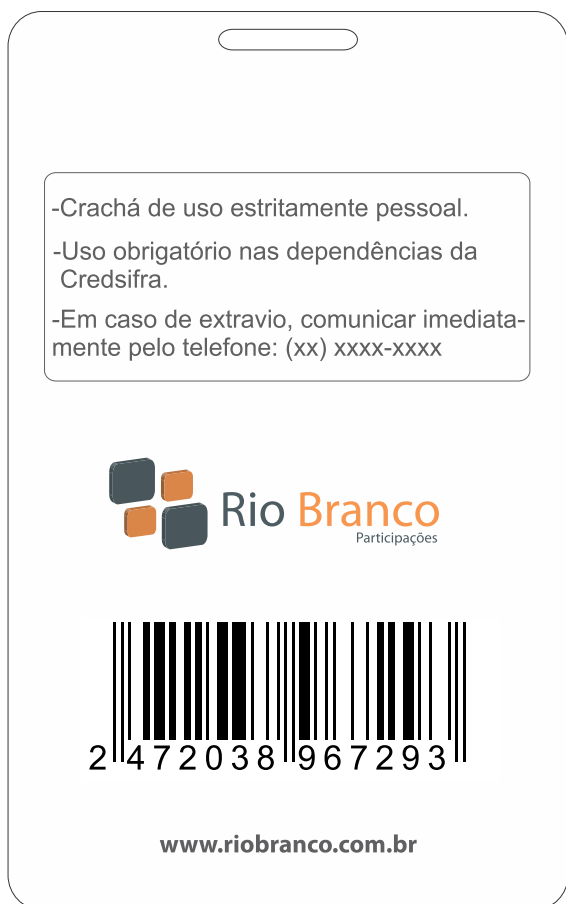 -Crachá de uso estritamente pessoal.
-Uso obrigatório nas dependências da
Credsifra.
-Em caso de extravio, comunicar imediata-
mente pelo telefone: (xx) xxxx-xxxx
Rio Branco
Participações
2 472038 967293
www.riobranco.com.br